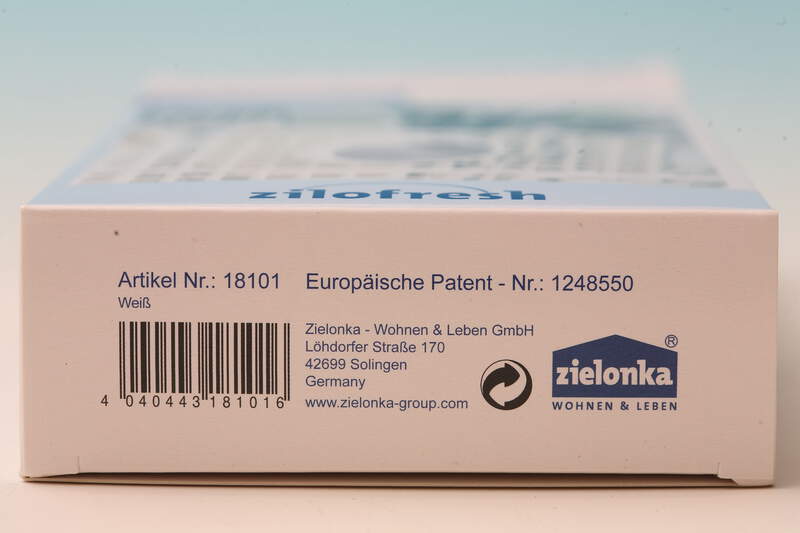 zilofresh
Artikel Nr.: 18101 Europäische Patent - Nr.: 1248550
Weiß
4 040443 181016
Zielonka - Wohnen & Leben GmbH
Löhdorfer Straße 170
42699 Solingen
Germany
www.zielonka-group.com
zielonka ®
WOHNEN & LEBEN